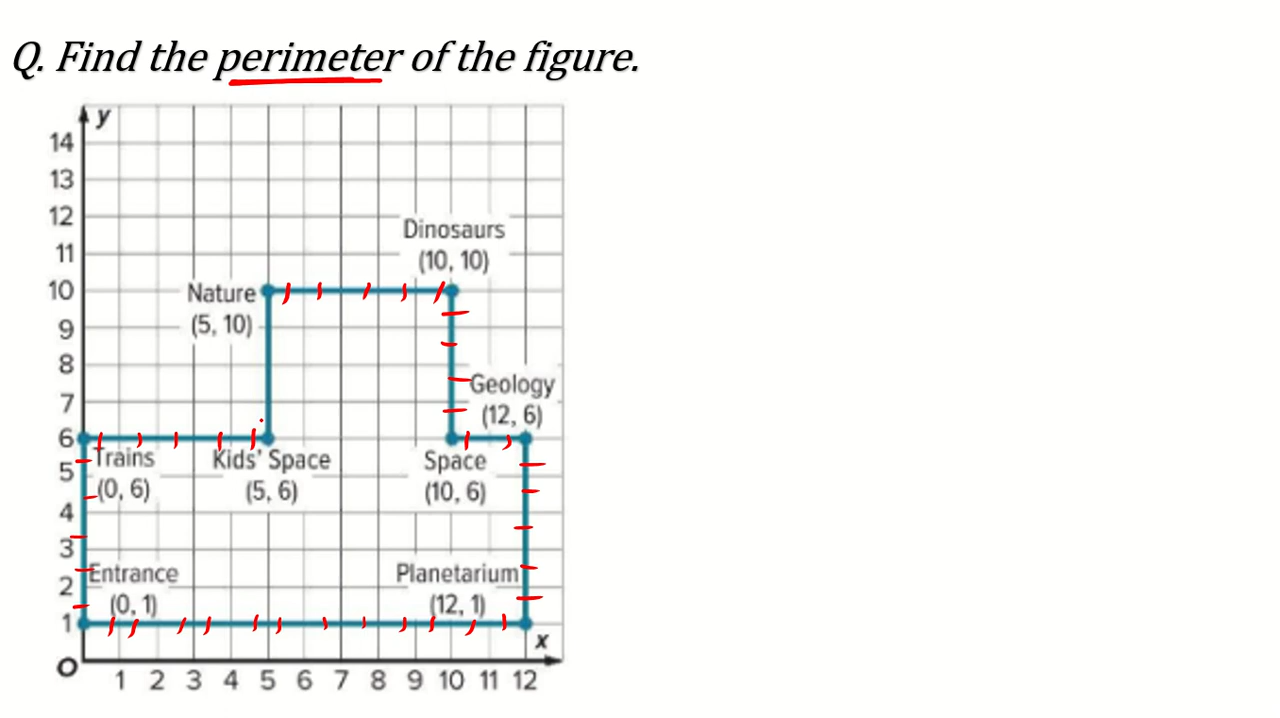 Q. Find the perimeter of the figure.
y
14
13
12
Dinosaurs
11
(10, 10)
10
Nature
9
(5, 10)
8
Geology
7
(12, 6)
6
Trains
Kids' Space
Space
5
(0, 6)
(5, 6)
(10, 6)
4
3
Entrance
Planetarium
2
(0, 1)
(12, 1)
1
x
O
1 2 3 4 5 6 7 8 9 10 11 12